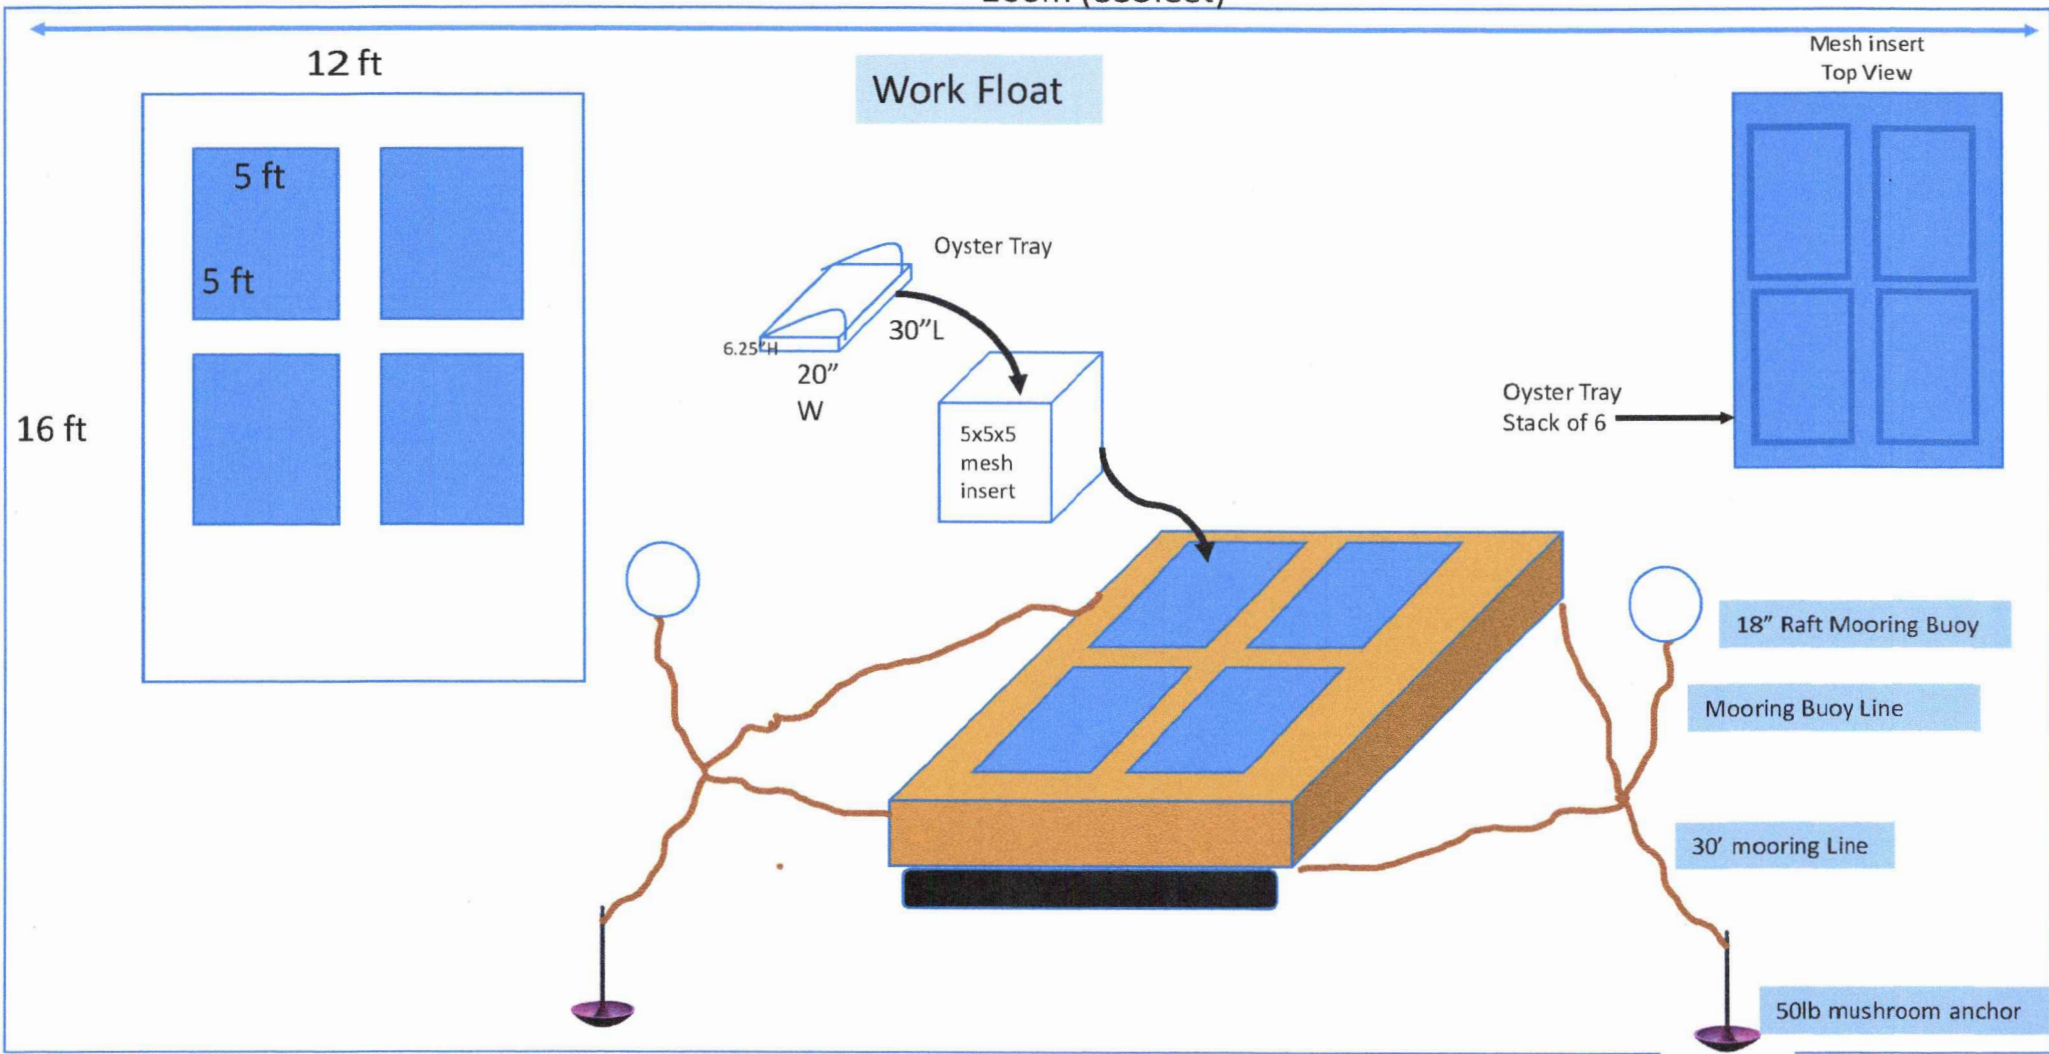 12 ft
Work Float
Mesh insert
Top View
5 ft
5 ft
16 ft
Oyster Tray
30”L
6.25”H
20”
W
5x5x5
mesh
insert
Oyster Tray
Stack of 6
18” Raft Mooring Buoy
Mooring Buoy Line
30’ mooring Line
50lb mushroom anchor